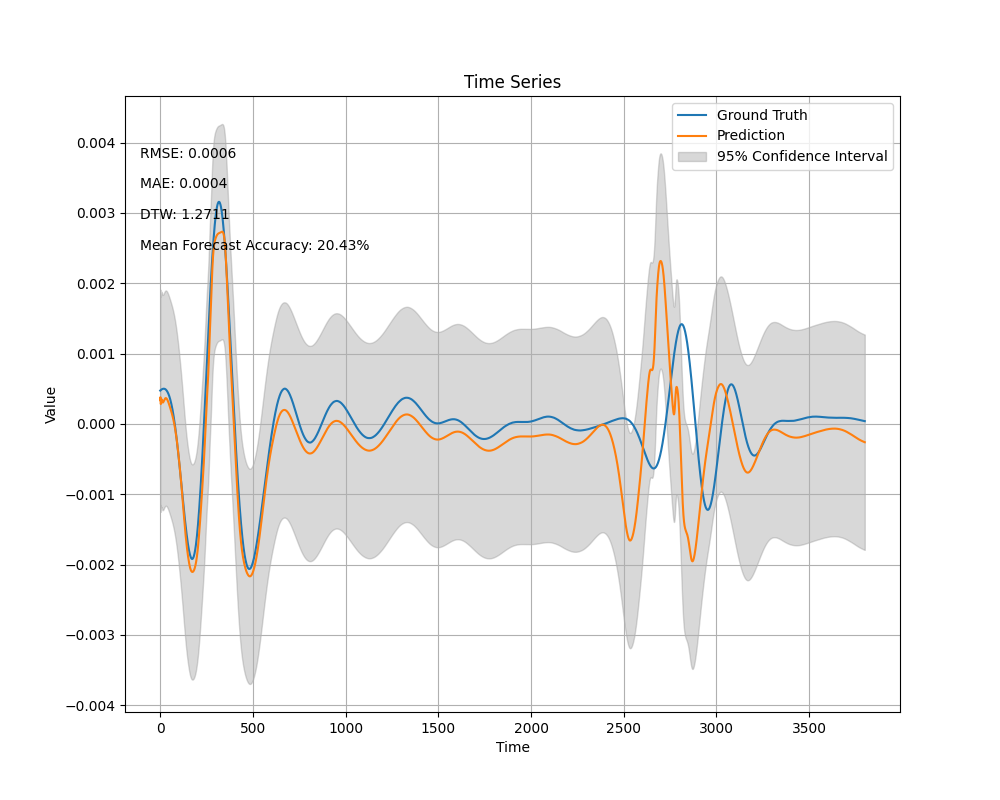 Time Series
Ground Truth
Prediction
95% Confidence Interval
RMSE: 0.0006
MAE: 0.0004
DTW: 1.2711
Mean Forecast Accuracy: 20.43%
Value
0.004
0.003
0.002
0.001
0.000
−0.001
−0.002
−0.003
−0.004
0 500 1000 1500 2000 2500 3000 3500
Time